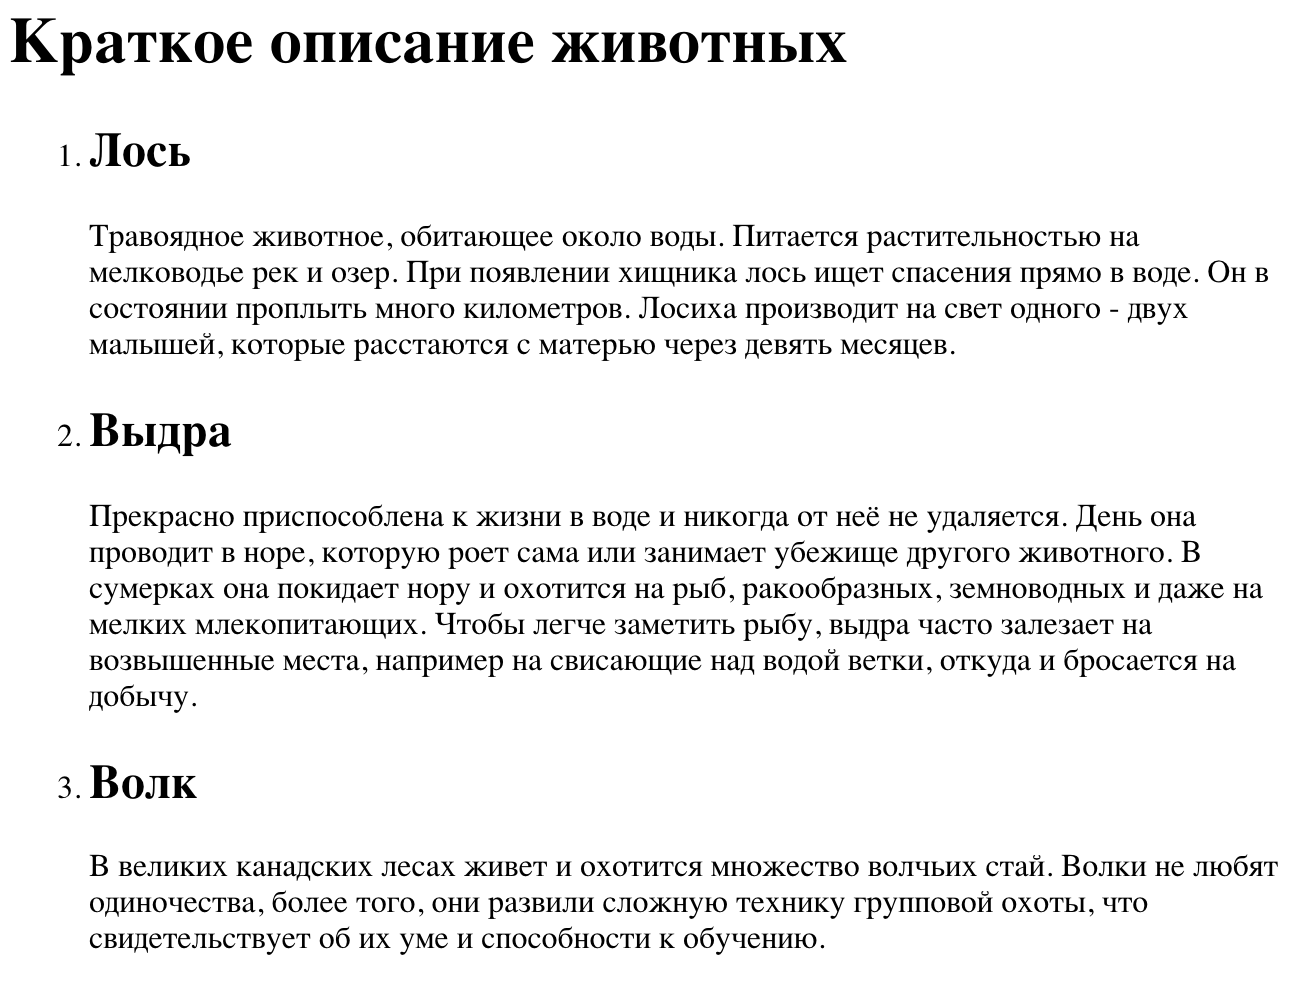 Краткое описание животных
1. Лось
Травоядное животное, обитающее около воды. Питается растительностью на
мелководье рек и озер. При появлении хищника лось ищет спасения прямо в воде. Он в
состоянии проплыть много километров. Лосиха производит на свет одного - двух
малышей, которые расстаются с матерью через девять месяцев.
2. Выдра
Прекрасно приспособлена к жизни в воде и никогда от неё не удаляется. День она
проводит в норе, которую роет сама или занимает убежище другого животного. В
сумерках она покидает нору и охотится на рыб, ракообразных, земноводных и даже на
мелких млекопитающих. Чтобы легче заметить рыбу, выдра часто залезает на
возвышенные места, например на свисающие над водой ветки, откуда и бросается на
добычу.
3. Волк
В великих канадских лесах живет и охотится множество волчьих стай. Волки не любят
одиночества, более того, они развили сложную технику групповой охоты, что
свидетельствует об их уме и способности к обучению.